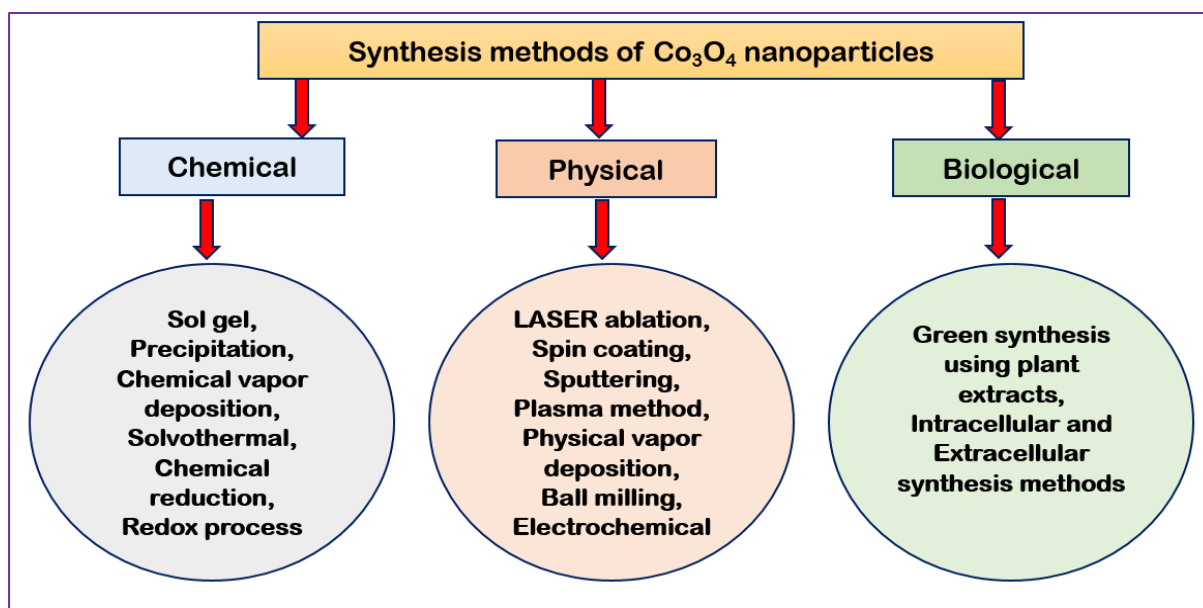 Synthesis methods of Co₃O₄ nanoparticles
Chemical
Physical
Biological
Sol gel,
Precipitation,
Chemical vapor
deposition,
Solvothermal,
Chemical
reduction,
Redox process
LASER ablation,
Spin coating,
Sputtering,
Plasma method,
Physical vapor
deposition,
Ball milling,
Electrochemical
Green synthesis
using plant
extracts,
Intracellular and
Extracellular
synthesis methods